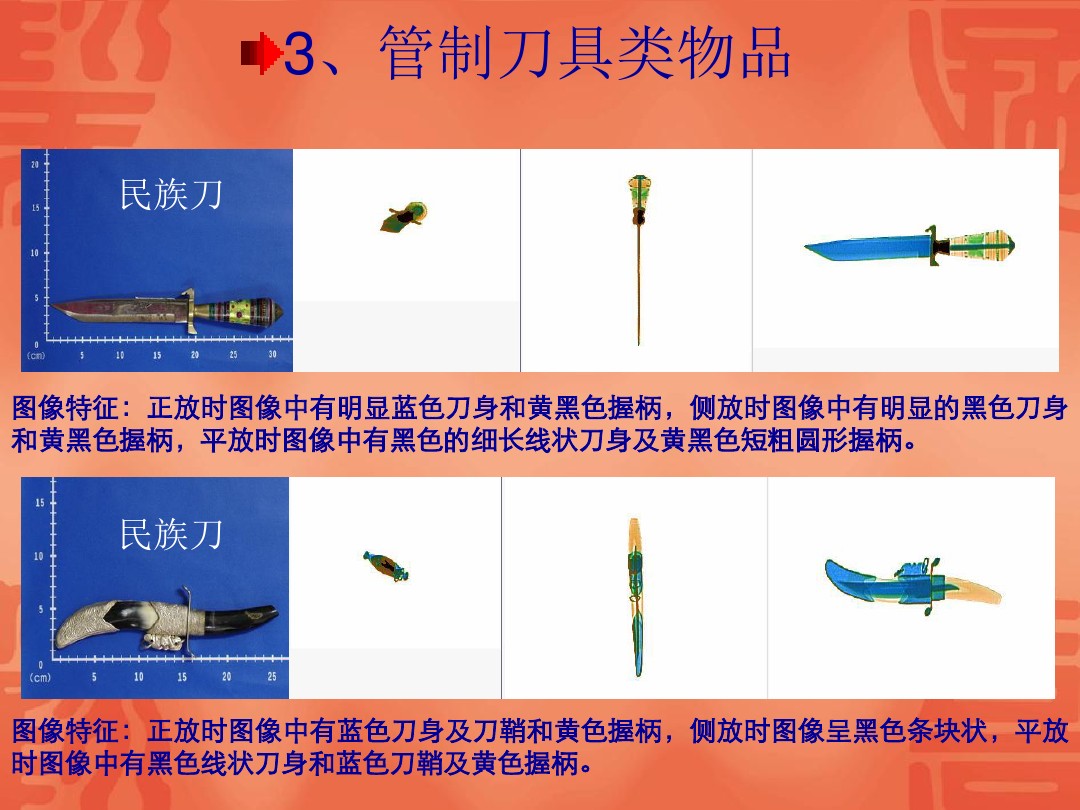 3、管制刀具类物品
民族刀
20
15
10
5
0
(cm)
5 10 15 20 25 30
图像特征：正放时图像中有明显蓝色刀身和黄黑色握柄，侧放时图像中有明显的黑色刀身
和黄黑色握柄，平放时图像中有黑色的细长线状刀身及黄黑色短粗圆形握柄。
民族刀
15
10
5
0
(cm)
5 10 15 20 25
图像特征：正放时图像中有蓝色刀身及刀鞘和黄色握柄，侧放时图像呈黑色条块状，平放
时图像中有黑色线状刀身和蓝色刀鞘及黄色握柄。